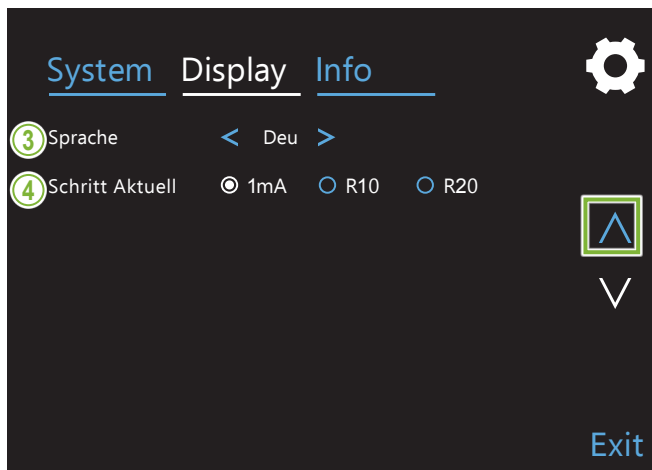 System Display Info
3 Sprache < Deu >
4 Schritt Aktuell 1mA R10 R20
Exit